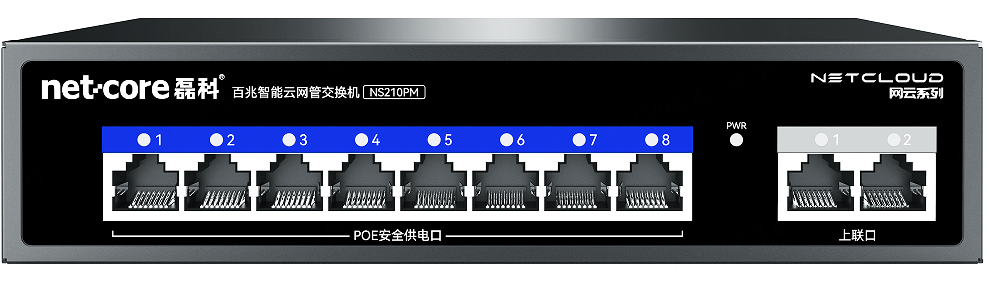 net-core磊科® 百兆智能云网管交换机 NS210PM
NETCLOUD
网云系列
PWR
1 2 3 4 5 6 7 8
1 2
POE安全供电口
上联口